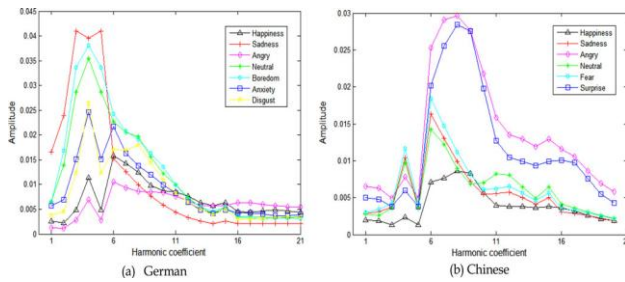 0.045
0.04
0.035
0.03
0.025
0.02
0.015
0.01
0.005
0
1 6 11 16 21
Amplitude
Harmonic coefficient
Happiness
Sadness
Angry
Neutral
Boredom
Anxiety
Disgust
(a) German
0.03
0.025
0.02
0.015
0.01
0.005
0
1 6 11 16 21
Amplitude
Harmonic coefficient
Happiness
Sadness
Angry
Neutral
Fear
Surprise
(b) Chinese